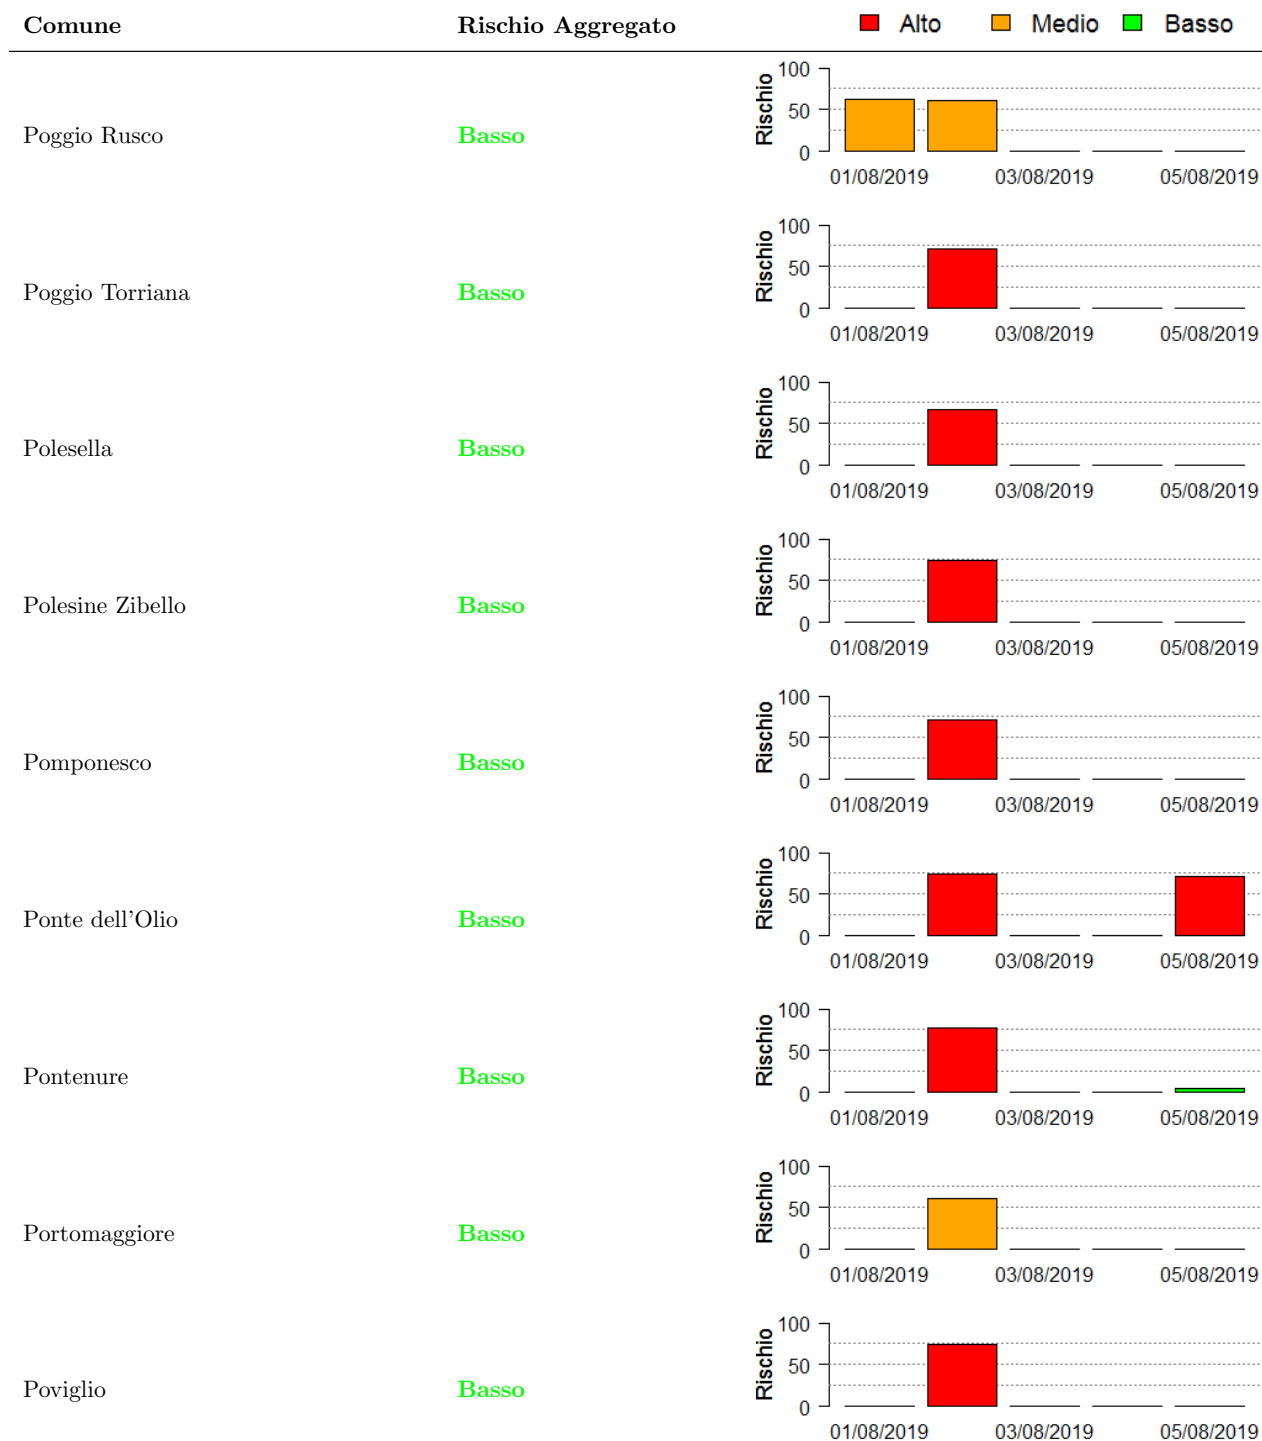 Comune Rischio Aggregato Alto Medio Basso
100
50
0
Rischio
Poggio Rusco Basso
01/08/2019 03/08/2019 05/08/2019
100
50
0
Rischio
Poggio Torriana Basso
01/08/2019 03/08/2019 05/08/2019
100
50
0
Rischio
Polesella Basso
01/08/2019 03/08/2019 05/08/2019
100
50
0
Rischio
Polesine Zibello Basso
01/08/2019 03/08/2019 05/08/2019
100
50
0
Rischio
Pomponesco Basso
01/08/2019 03/08/2019 05/08/2019
100
50
0
Rischio
Ponte dell'Olio Basso
01/08/2019 03/08/2019 05/08/2019
100
50
0
Rischio
Pontenure Basso
01/08/2019 03/08/2019 05/08/2019
100
50
0
Rischio
Portomaggiore Basso
01/08/2019 03/08/2019 05/08/2019
100
50
0
Rischio
Poviglio Basso
01/08/2019 03/08/2019 05/08/2019